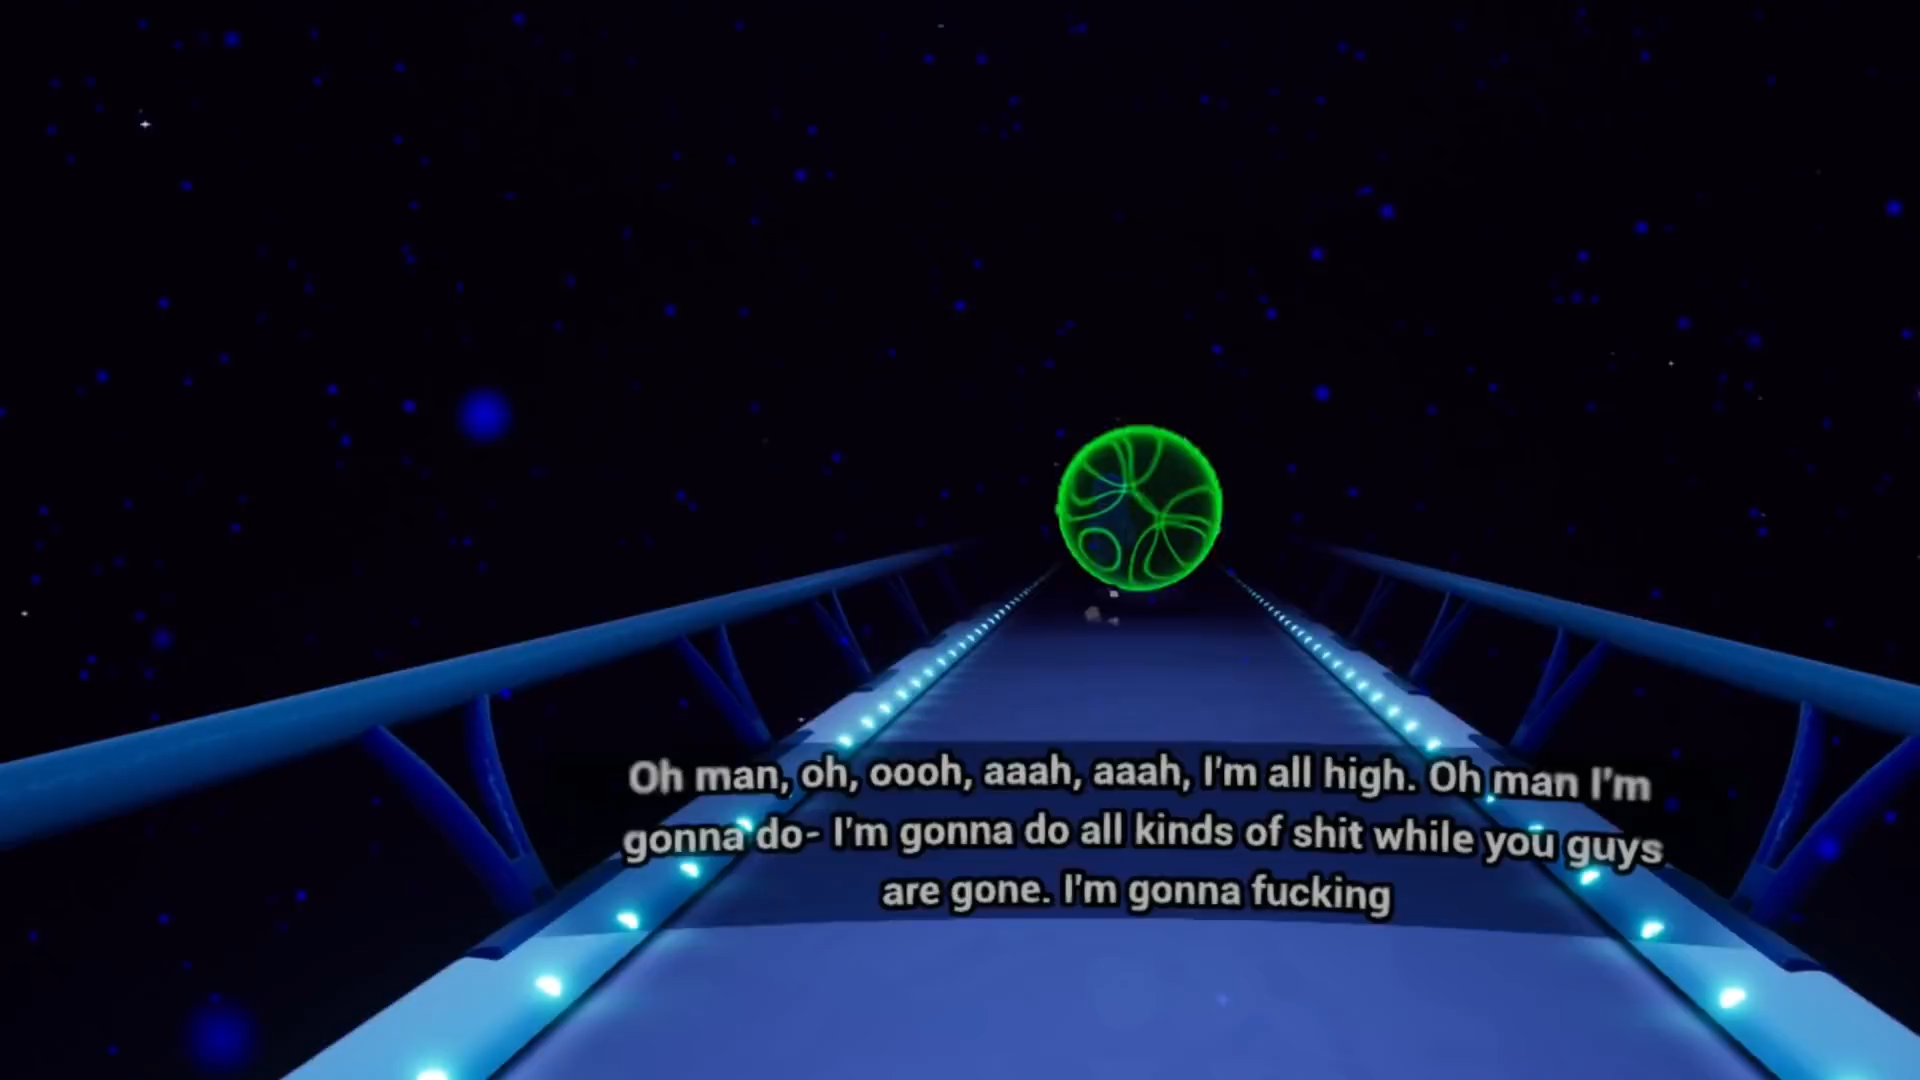 Oh man, oh, oooh, aaah, aaah, I'm all high. Oh man I'm
gonna do- I'm gonna do all kinds of shit while you guys
are gone. I'm gonna fucking